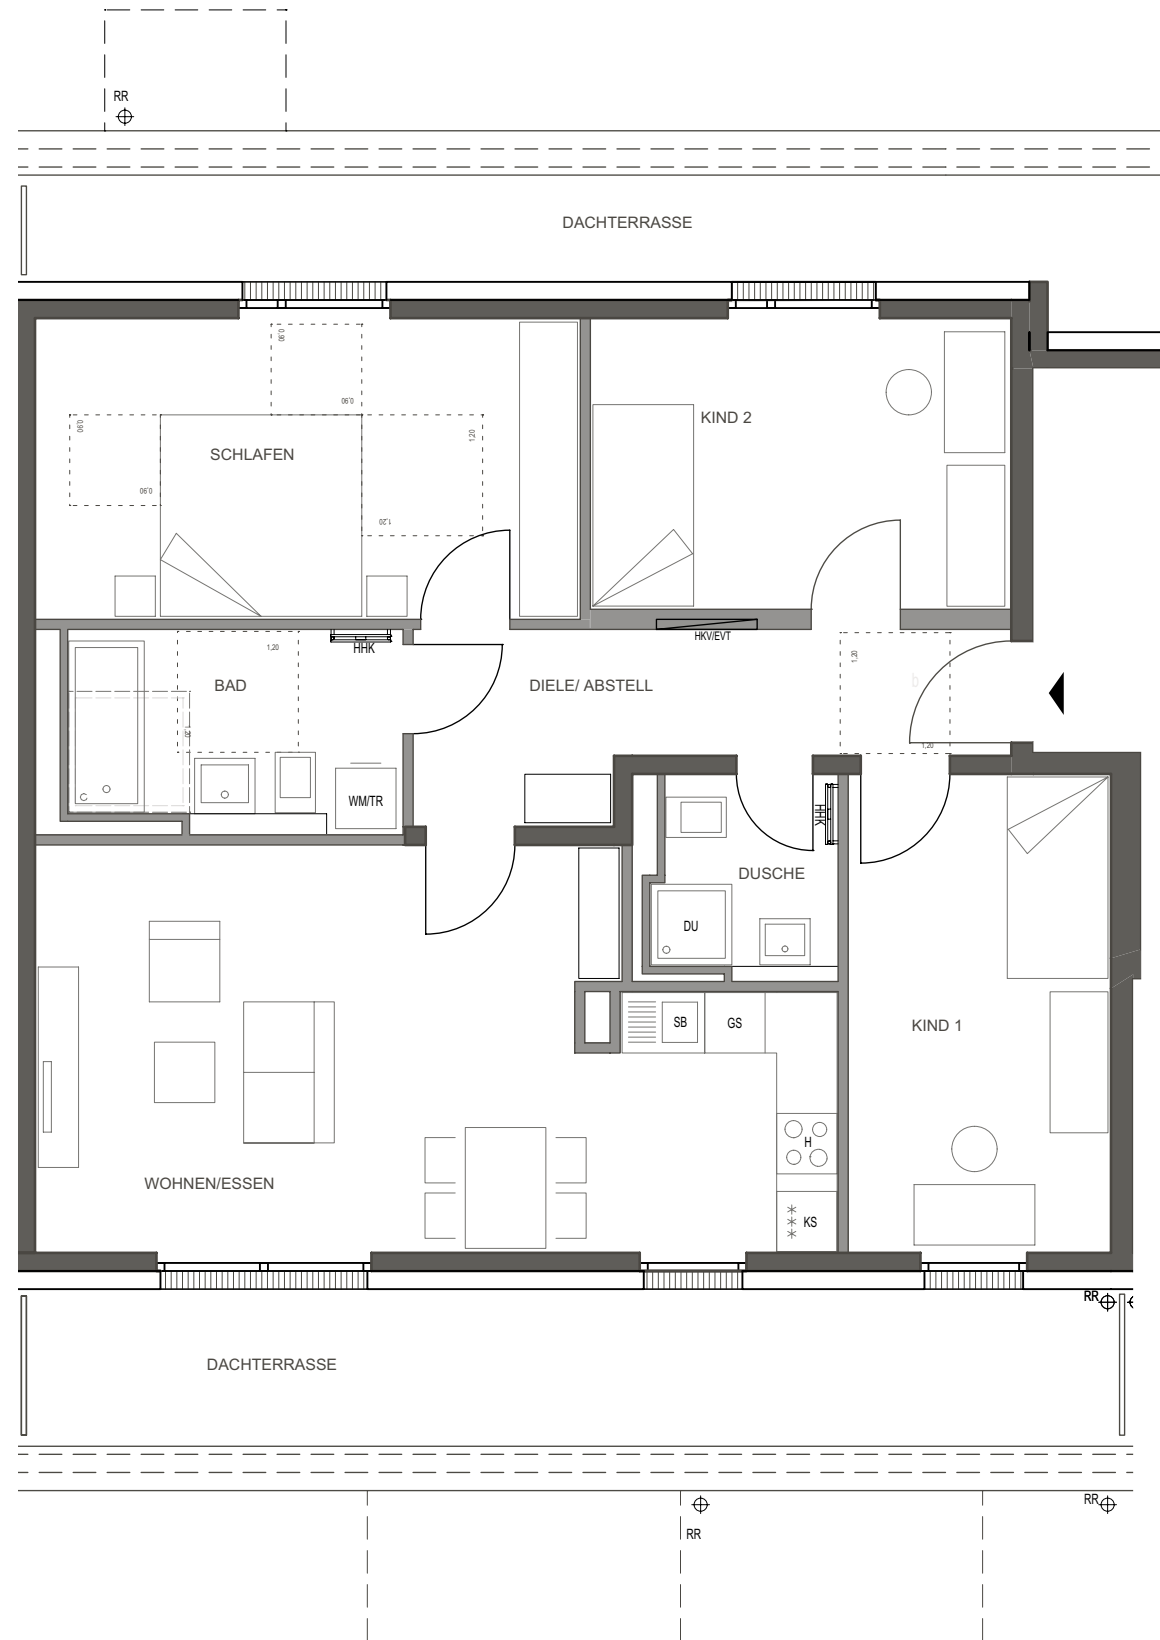 RR
DACHTERRASSE
0,90
0,90
KIND 2
0,90
1,20
SCHLAFEN
0,90
1,20
HKV/EVT
HHK
1,20
1,20
BAD
DIELE/ ABSTELL
b
1,20
1,20
WM/TR
HHK
DUSCHE
DU
SB
GS
KIND 1
H
WOHNEN/ESSEN
KS
RR
DACHTERRASSE
RR
RR